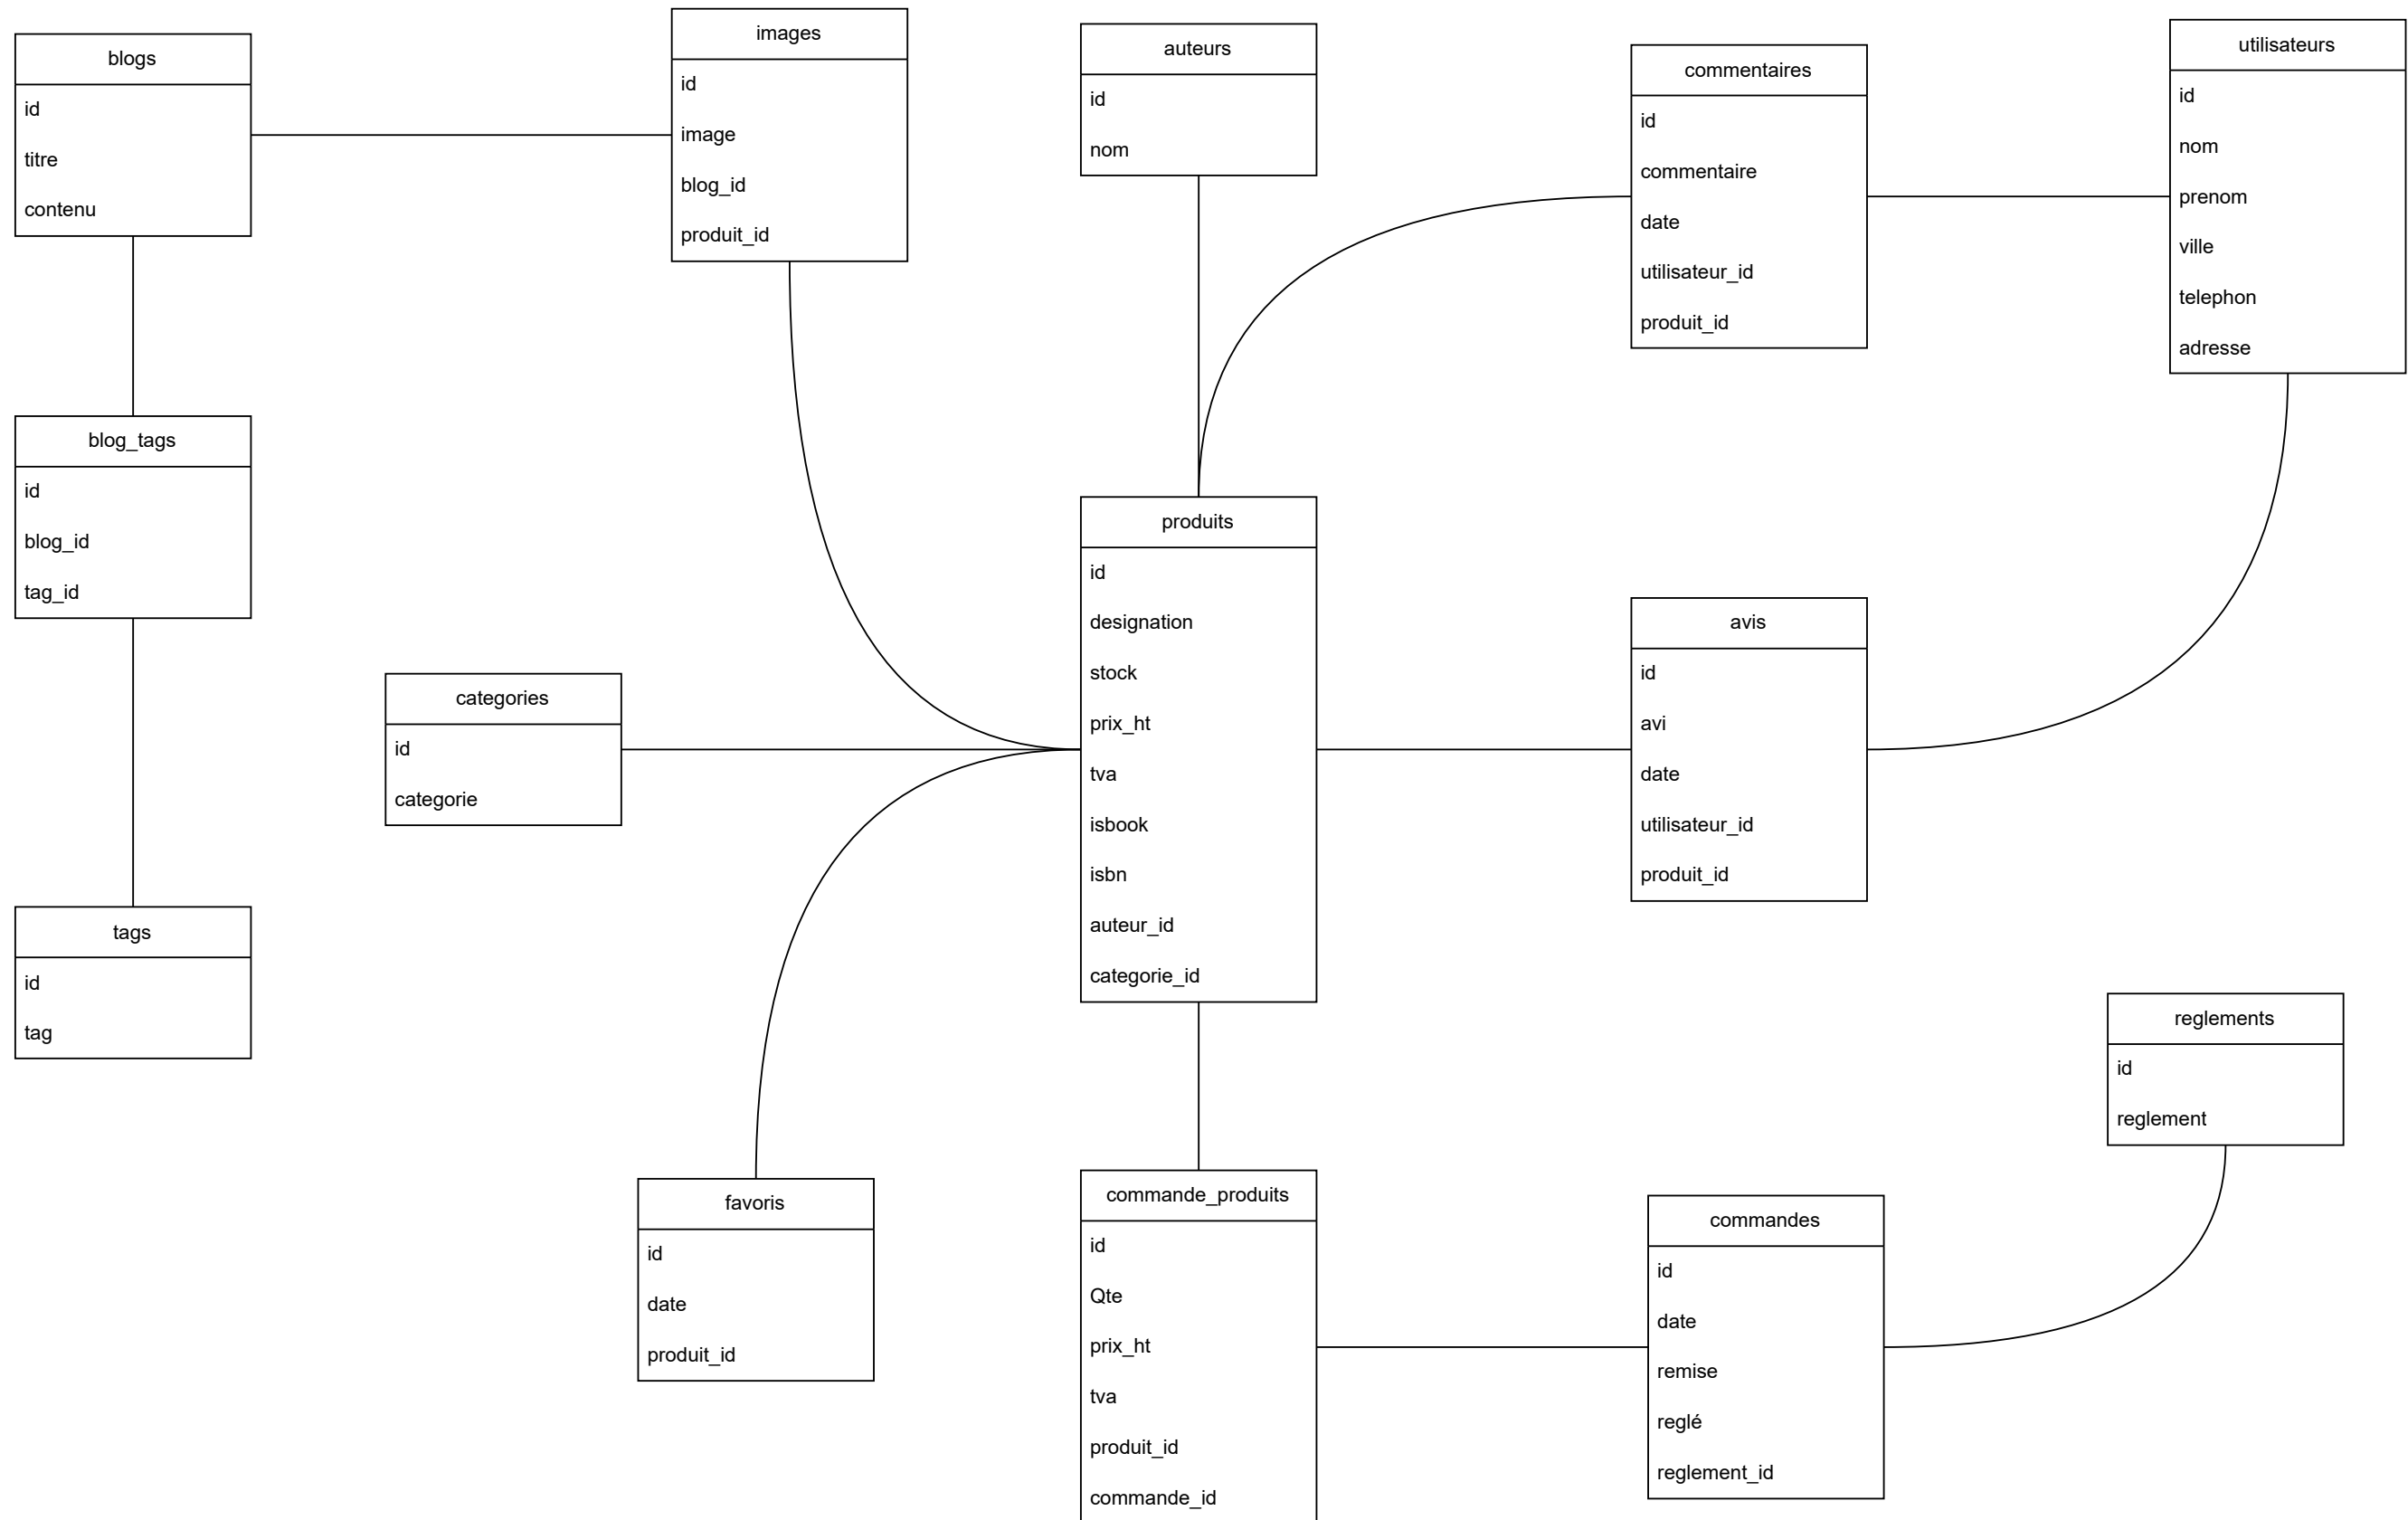 blogs
id
titre
contenu
images
id
image
blog_id
produit_id
auteurs
id
nom
commentaires
id
commentaire
date
utilisateur_id
produit_id
utilisateurs
id
nom
prenom
ville
telephon
adresse
blog_tags
id
blog_id
tag_id
produits
id
designation
stock
prix_ht
tva
isbook
isbn
auteur_id
categorie_id
avis
id
avi
date
utilisateur_id
produit_id
categories
id
categorie
tags
id
tag
reglements
id
reglement
favoris
id
date
produit_id
commande_produits
id
Qte
prix_ht
tva
produit_id
commande_id
commandes
id
date
remise
reglé
reglement_id